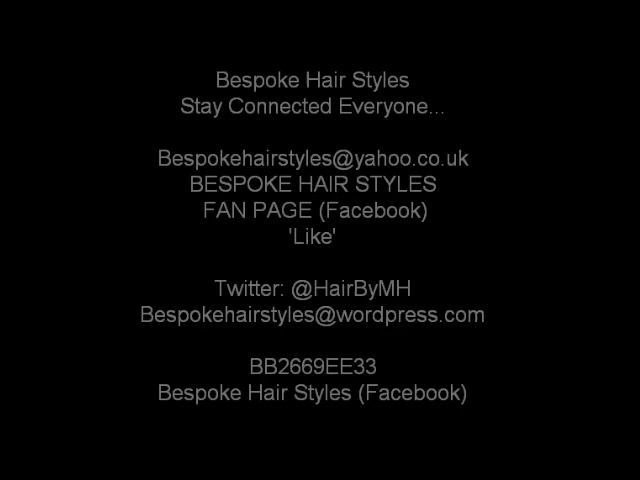 Bespoke Hair Styles
Stay Connected Everyone...
Bespokehairstyles@yahoo.co.uk
BESPOKE HAIR STYLES
FAN PAGE (Facebook)
'Like'
Twitter: @HairByMH
Bespokehairstyles@wordpress.com
BB2669EE33
Bespoke Hair Styles (Facebook)